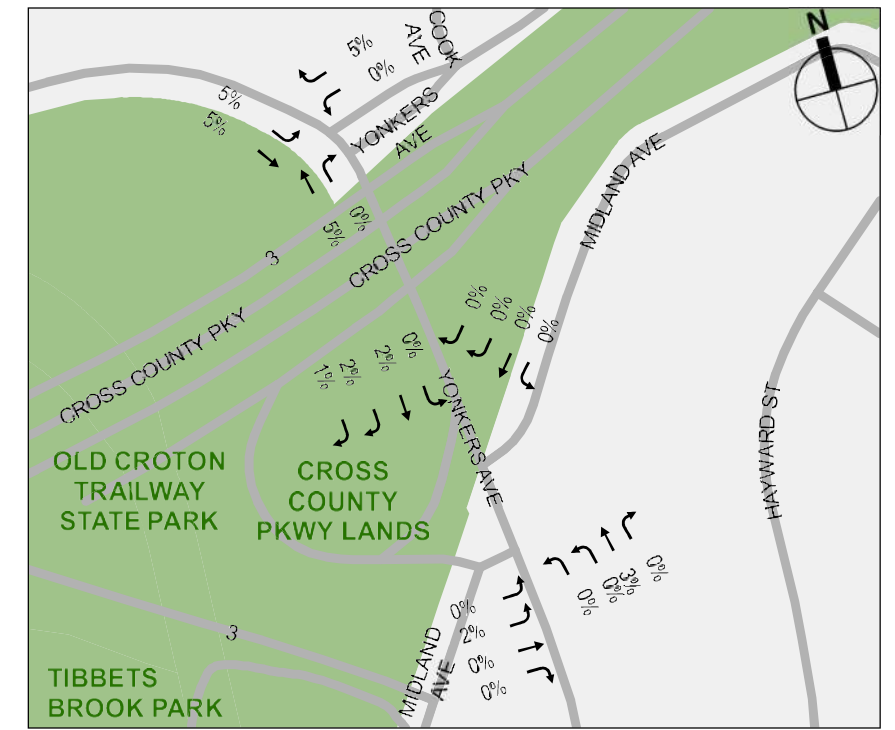 COOK
AVE
N
5%
0%
5%
5%
YONKERS
AVE
MIDLAND AVE
0%
5%
CROSS COUNTY PKY
3
0%
0%
0%
0%
CROSS COUNTY PKY
0%
2%
2%
1%
YONKERS AVE
HAYWARD ST
OLD CROTON
TRAILWAY
STATE PARK
CROSS
COUNTY
PKWY LANDS
0%
3%
0%
0%
0%
2%
0%
0%
3
MIDLAND
AVE
TIBBETS
BROOK PARK